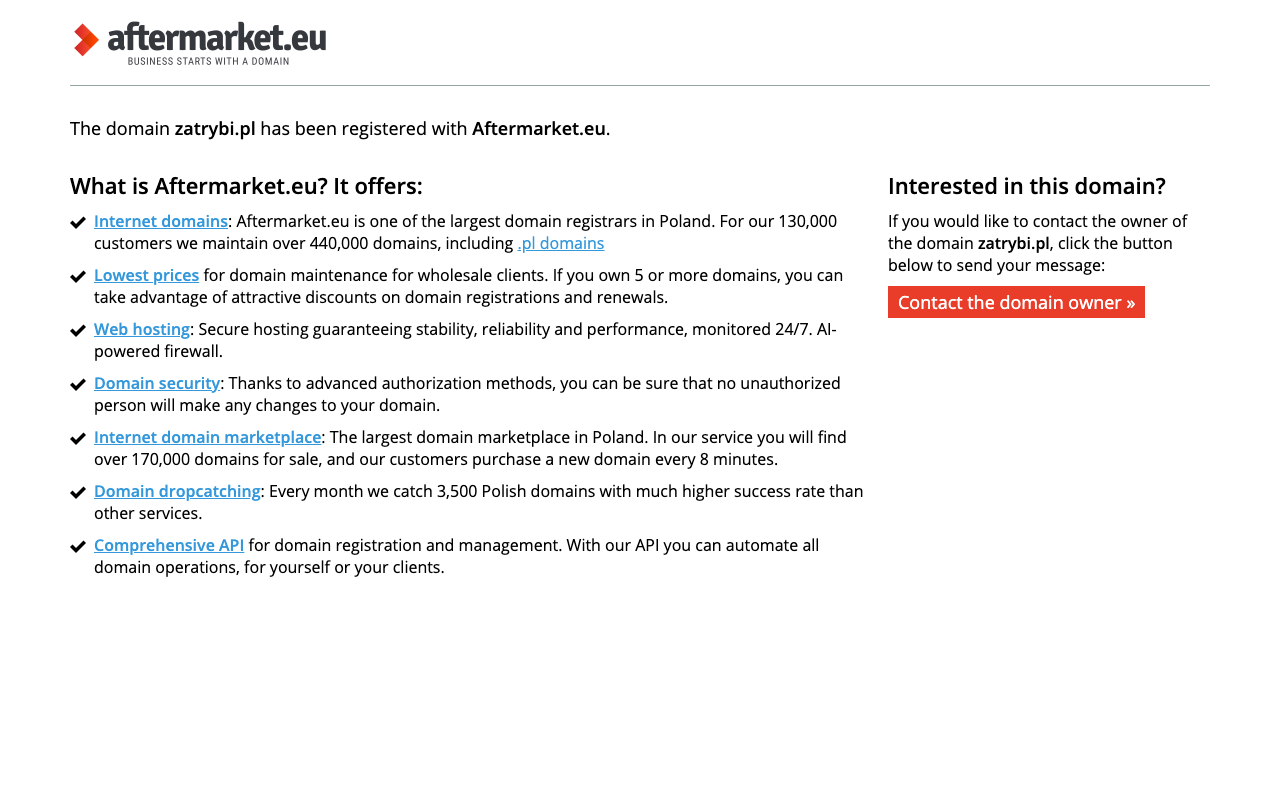 aftermarket.eu
BUSINESS STARTS WITH A DOMAIN
The domain zatrybi.pl has been registered with Aftermarket.eu.
What is Aftermarket.eu? It offers:
Internet domains: Aftermarket.eu is one of the largest domain registrars in Poland. For our 130,000
customers we maintain over 440,000 domains, including .pl domains
Lowest prices for domain maintenance for wholesale clients. If you own 5 or more domains, you can
take advantage of attractive discounts on domain registrations and renewals.
Web hosting: Secure hosting guaranteeing stability, reliability and performance, monitored 24/7. AI-
powered firewall.
Domain security: Thanks to advanced authorization methods, you can be sure that no unauthorized
person will make any changes to your domain.
Internet domain marketplace: The largest domain marketplace in Poland. In our service you will find
over 170,000 domains for sale, and our customers purchase a new domain every 8 minutes.
Domain dropcatching: Every month we catch 3,500 Polish domains with much higher success rate than
other services.
Comprehensive API for domain registration and management. With our API you can automate all
domain operations, for yourself or your clients.
Interested in this domain?
If you would like to contact the owner of
the domain zatrybi.pl, click the button
below to send your message:
Contact the domain owner »